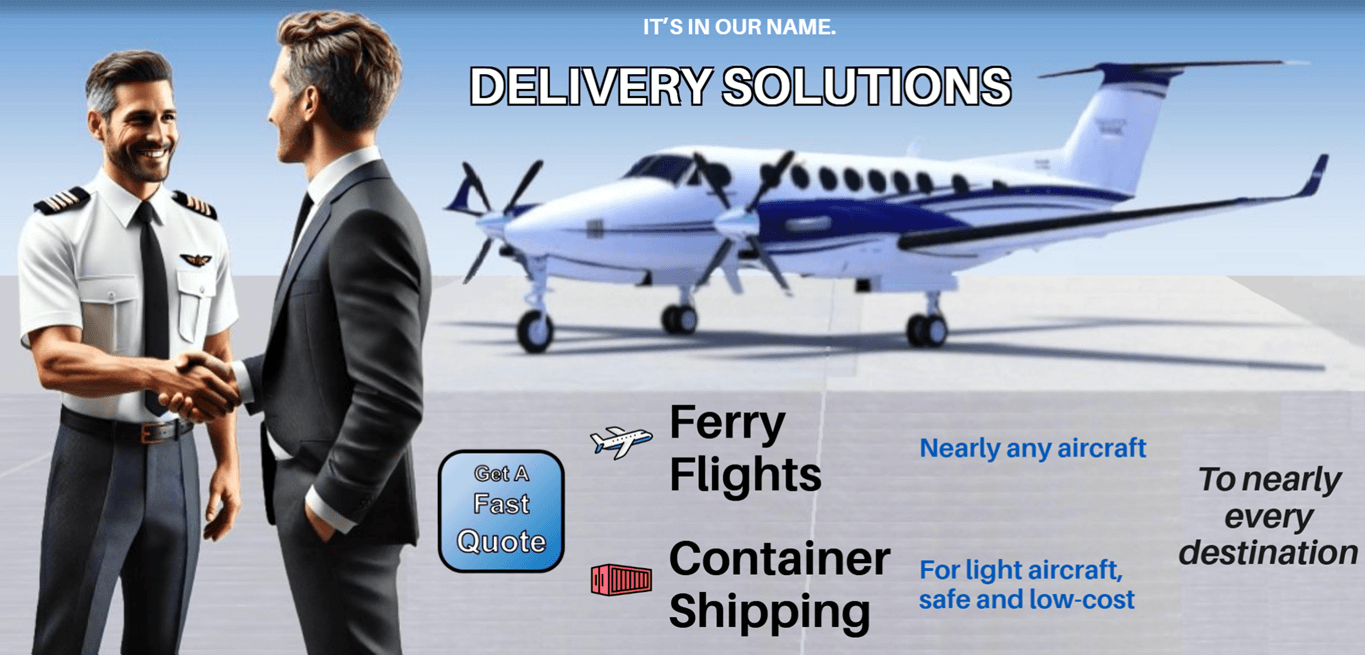 IT'S IN OUR NAME.
DELIVERY SOLUTIONS
Get A
Fast
Quote
Ferry
Flights
Nearly any aircraft
Container
Shipping
For light aircraft,
safe and low-cost
To nearly
every
destination